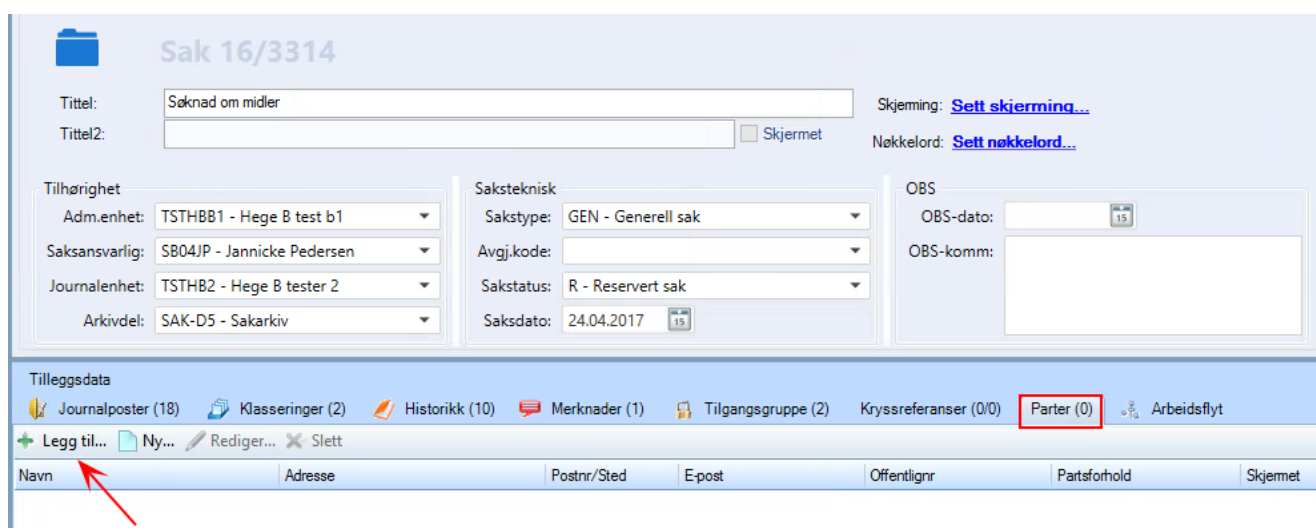 Sak 16/3314
Tittel: Søknad om midler
Skjerming: Sett skjerming...
Tittel2: Skjermet
Nøkkelord: Sett nøkkelord...
Tilhørighet
Adm.enhet: TSTHBB1 - Hege B test b1
Saksansvarlig: SB04JP - Jannicke Pedersen
Journalenhet: TSTHB2 - Hege B tester 2
Arkivdel: SAK-D5 - Sakarkiv
Saksteknisk
Sakstype: GEN - Generell sak
Avgj.kode:
Sakstatus: R - Reservert sak
Saksdato: 24.04.2017 15
OBS
OBS-dato: 15
OBS-komm:
Tilleggsdata
Journalposter (18) Klasseringer (2) Historikk (10) Merknader (1) Tilgangsgruppe (2) Kryssreferanser (0/0) Parter (0) Arbeidsflyt
Legg til... Ny... Rediger... Slett
Navn Adresse Postnr/Sted E-post Offentlignr Partsforhold Skjermet